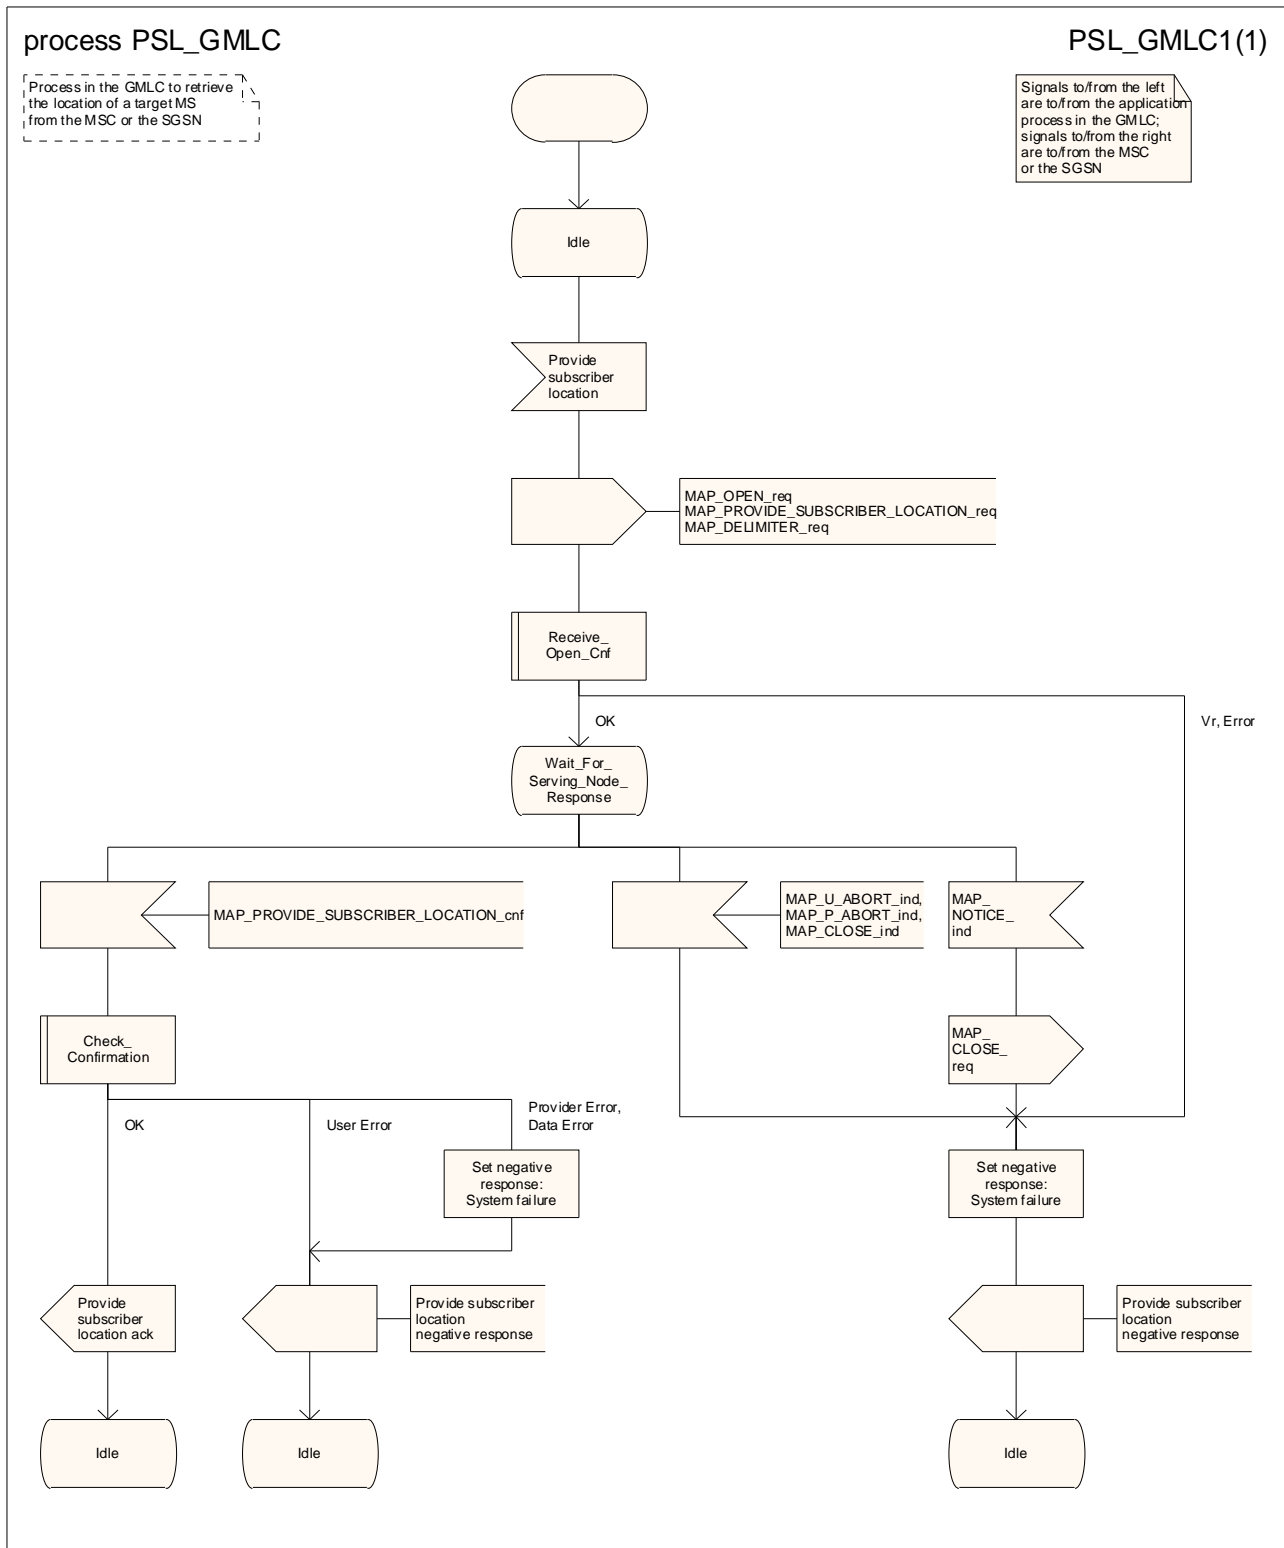 process PSL_GMLC
PSL_GMLC1(1)
Process in the GMLC to retrieve
the location of a target MS
from the MSC or the SGSN
Signals to/from the left
are to/from the application
process in the GMLC;
signals to/from the right
are to/from the MSC
or the SGSN
Idle
Provide
subscriber
location
MAP_OPEN_req
MAP_PROVIDE_SUBSCRIBER_LOCATION_req
MAP_DELIMITER_req
Receive_
Open_Cnf
OK
Vr, Error
Wait_For_
Serving_Node_
Response
MAP_PROVIDE_SUBSCRIBER_LOCATION_cnf
MAP_U_ABORT_ind,
MAP_P_ABORT_ind,
MAP_CLOSE_ind
MAP_
NOTICE_
ind
Check_
Confirmation
MAP_
CLOSE_
req
OK
User Error
Provider Error,
Data Error
Set negative
response:
System failure
Set negative
response:
System failure
Provide
subscriber
location ack
Provide subscriber
location
negative response
Provide subscriber
location
negative response
Idle
Idle
Idle